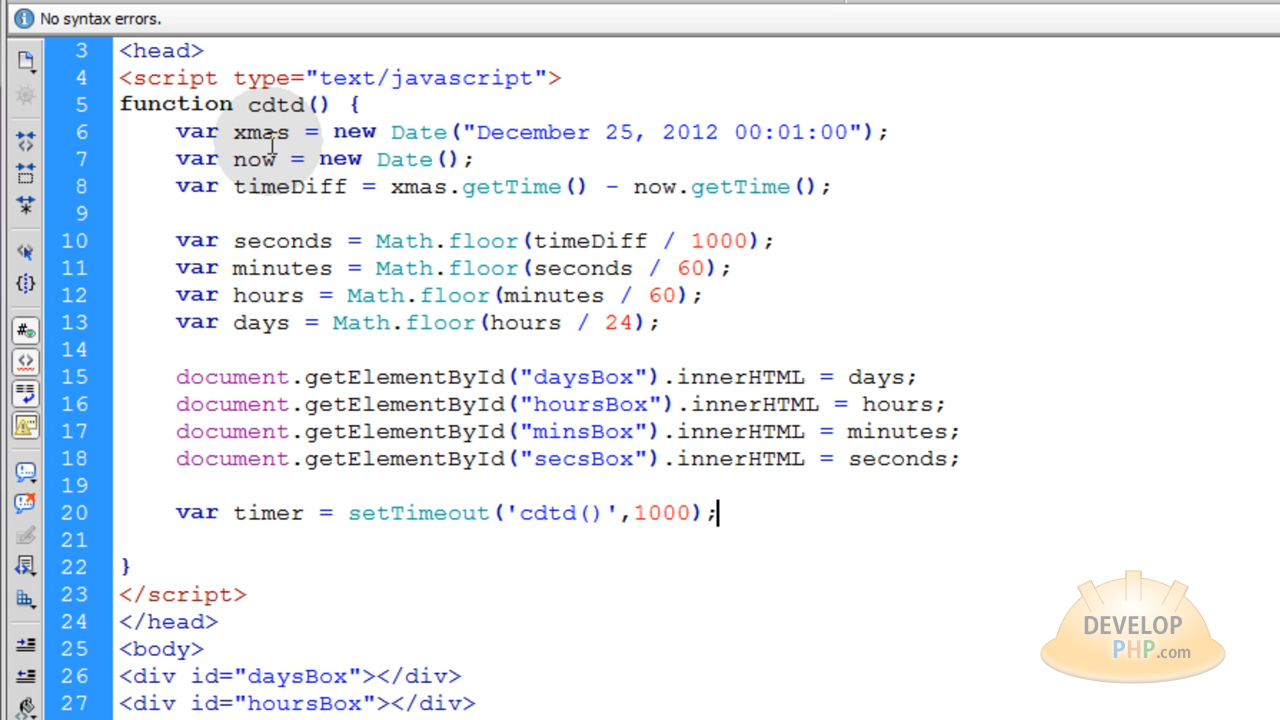 No syntax errors.
3 <head>
4 <script type="text/javascript">
5 function cdtd() {
6 var xmas = new Date("December 25, 2012 00:01:00");
7 var now = new Date();
8 var timeDiff = xmas.getTime() - now.getTime();
9
10 var seconds = Math.floor(timeDiff / 1000);
11 var minutes = Math.floor(seconds / 60);
12 var hours = Math.floor(minutes / 60);
13 var days = Math.floor(hours / 24);
14
15 document.getElementById("daysBox").innerHTML = days;
16 document.getElementById("hoursBox").innerHTML = hours;
17 document.getElementById("minsBox").innerHTML = minutes;
18 document.getElementById("secsBox").innerHTML = seconds;
19
20 var timer = setTimeout('cdtd()',1000);
21
22 }
23 </script>
24 </head>
25 <body>
26 <div id="daysBox"></div>
27 <div id="hoursBox"></div>
DEVELOP
PHP.com